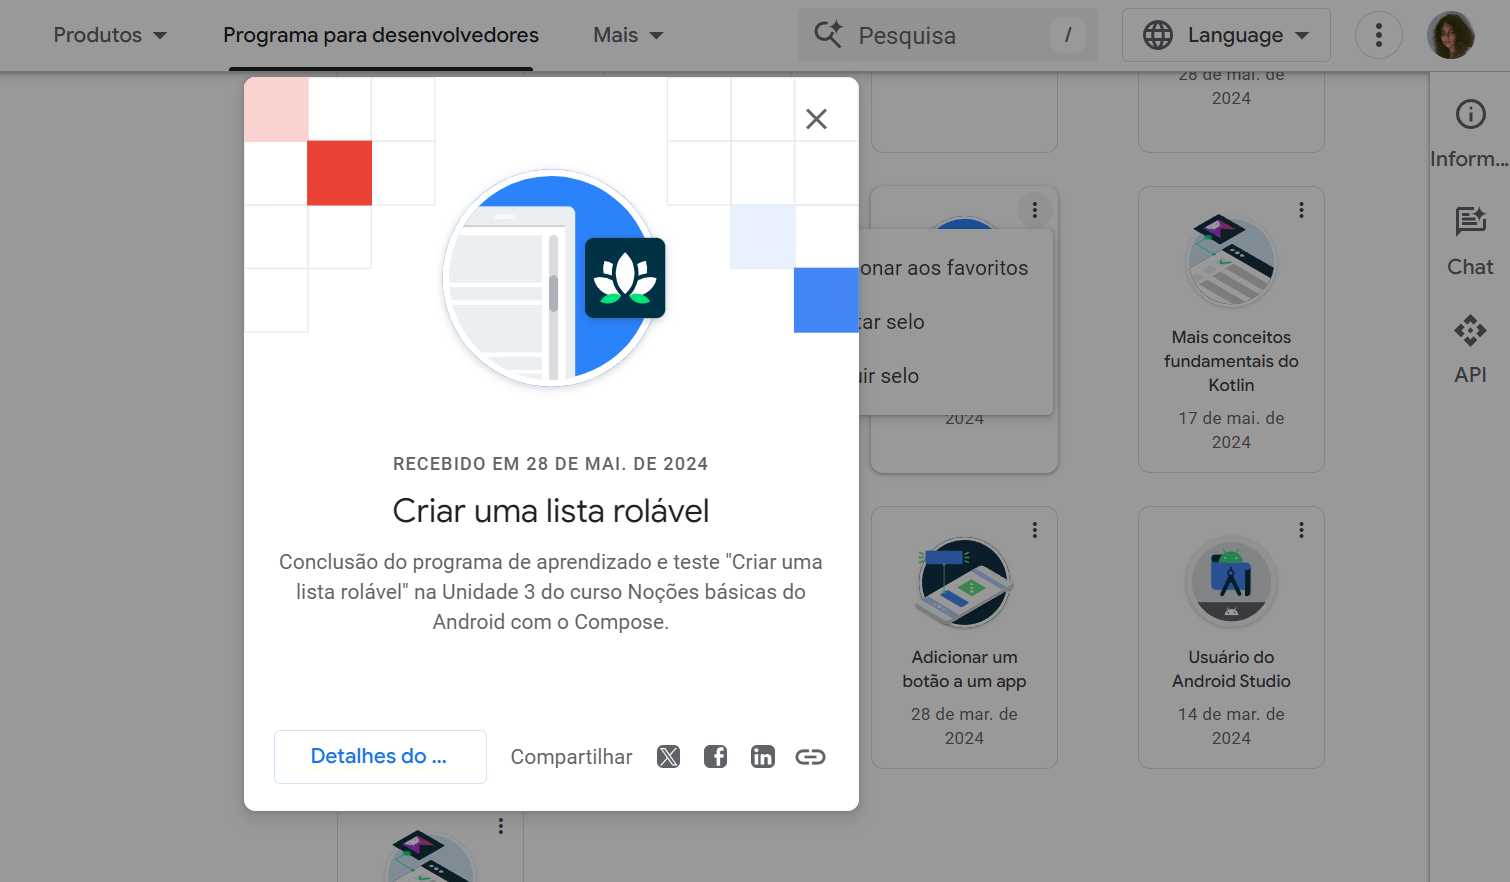 Produtos
Programa para desenvolvedores
Mais
Pesquisa
/
Language
28 de mai. de
2024
Inform...
Chat
API
onar aos favoritos
tar selo
uir selo
2024
Mais conceitos
fundamentais do
Kotlin
17 de mai. de
2024
RECEBIDO EM 28 DE MAI. DE 2024
Criar uma lista rolável
Conclusão do programa de aprendizado e teste "Criar uma
lista rolável" na Unidade 3 do curso Noções básicas do
Android com o Compose.
Detalhes do ...
Compartilhar
Adicionar um
botão a um app
28 de mar. de
2024
Usuário do
Android Studio
14 de mar. de
2024